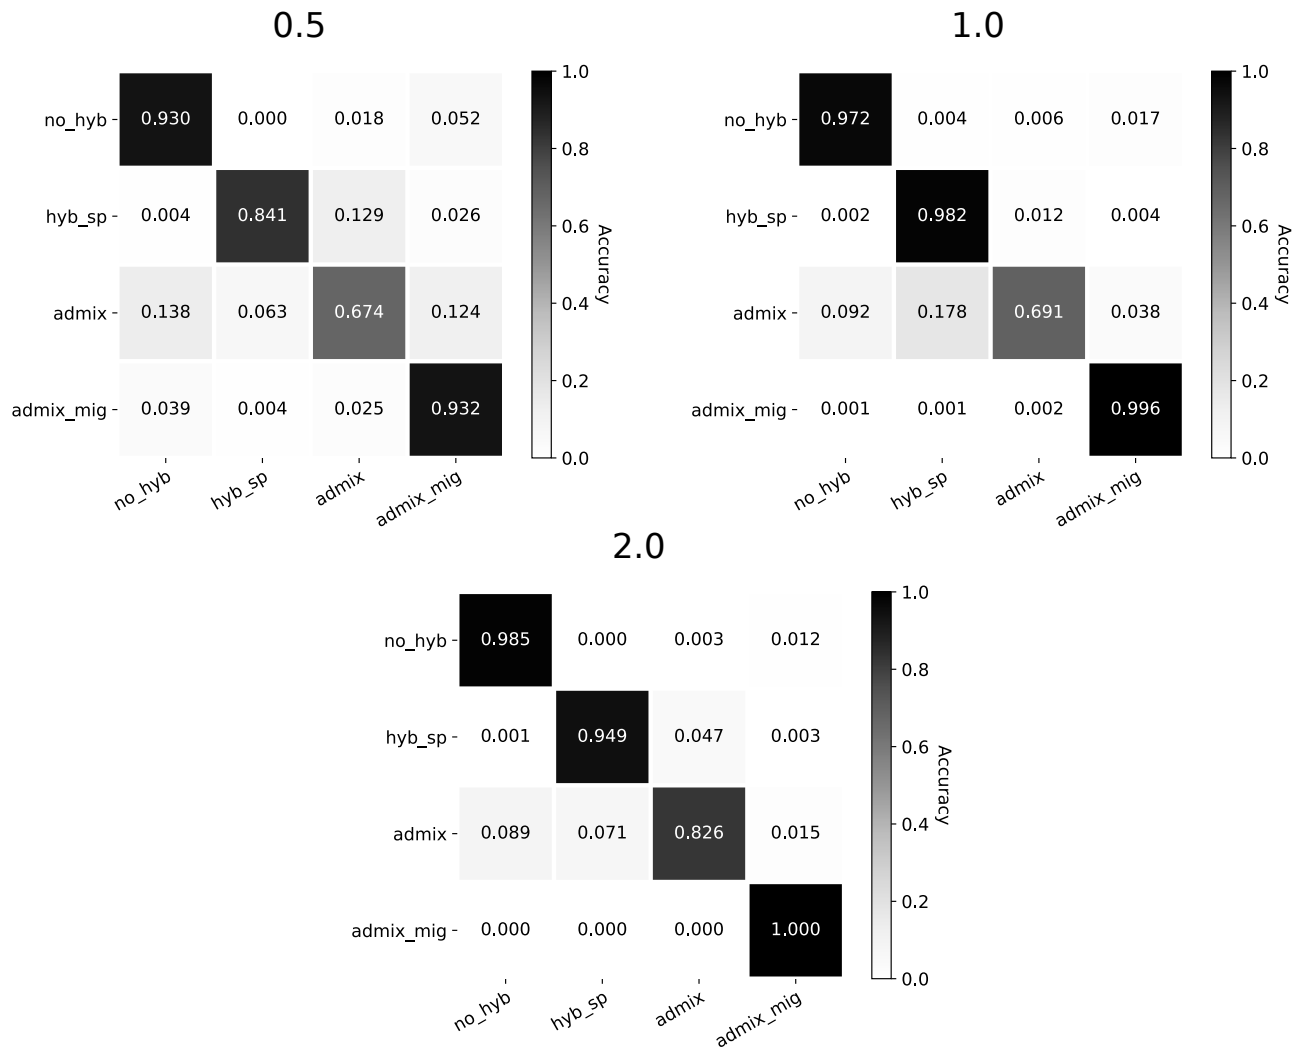 0.5
no_hyb 0.930 0.000 0.018 0.052
hyb_sp 0.004 0.841 0.129 0.026
admix 0.138 0.063 0.674 0.124
admix_mig 0.039 0.004 0.025 0.932
no_hyb hyb_sp admix admix_mig
1.0
0.8
0.6
0.4
0.2
0.0
Accuracy
1.0
no_hyb 0.972 0.004 0.006 0.017
hyb_sp 0.002 0.982 0.012 0.004
admix 0.092 0.178 0.691 0.038
admix_mig 0.001 0.001 0.002 0.996
no_hyb hyb_sp admix admix_mig
1.0
0.8
0.6
0.4
0.2
0.0
Accuracy
2.0
no_hyb 0.985 0.000 0.003 0.012
hyb_sp 0.001 0.949 0.047 0.003
admix 0.089 0.071 0.826 0.015
admix_mig 0.000 0.000 0.000 1.000
no_hyb hyb_sp admix admix_mig
1.0
0.8
0.6
0.4
0.2
0.0
Accuracy